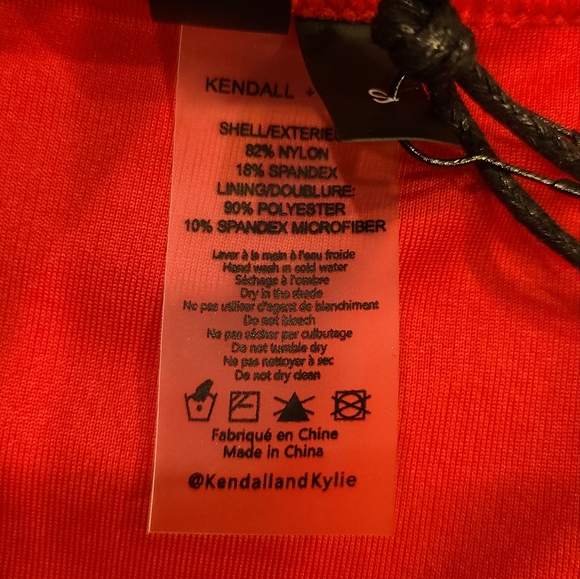 KENDALL +
SHELL/EXTERIE
82% NYLON
18% SPANDEX
LINING/DOUBLURE:
90% POLYESTER
10% SPANDEX MICROFIBER
Laver à la main à l'eau froide
Hand wash in cold water
Séchage à l'ombre
Dry in the shade
Ne pas utiliser d'agent de blanchiment
Do not bleach
Ne pas sécher par culbutage
Do not tumble dry
Ne pas nettoyer à sec
Do not dry clean
Fabriqué en Chine
Made in China
@KendallandKylie